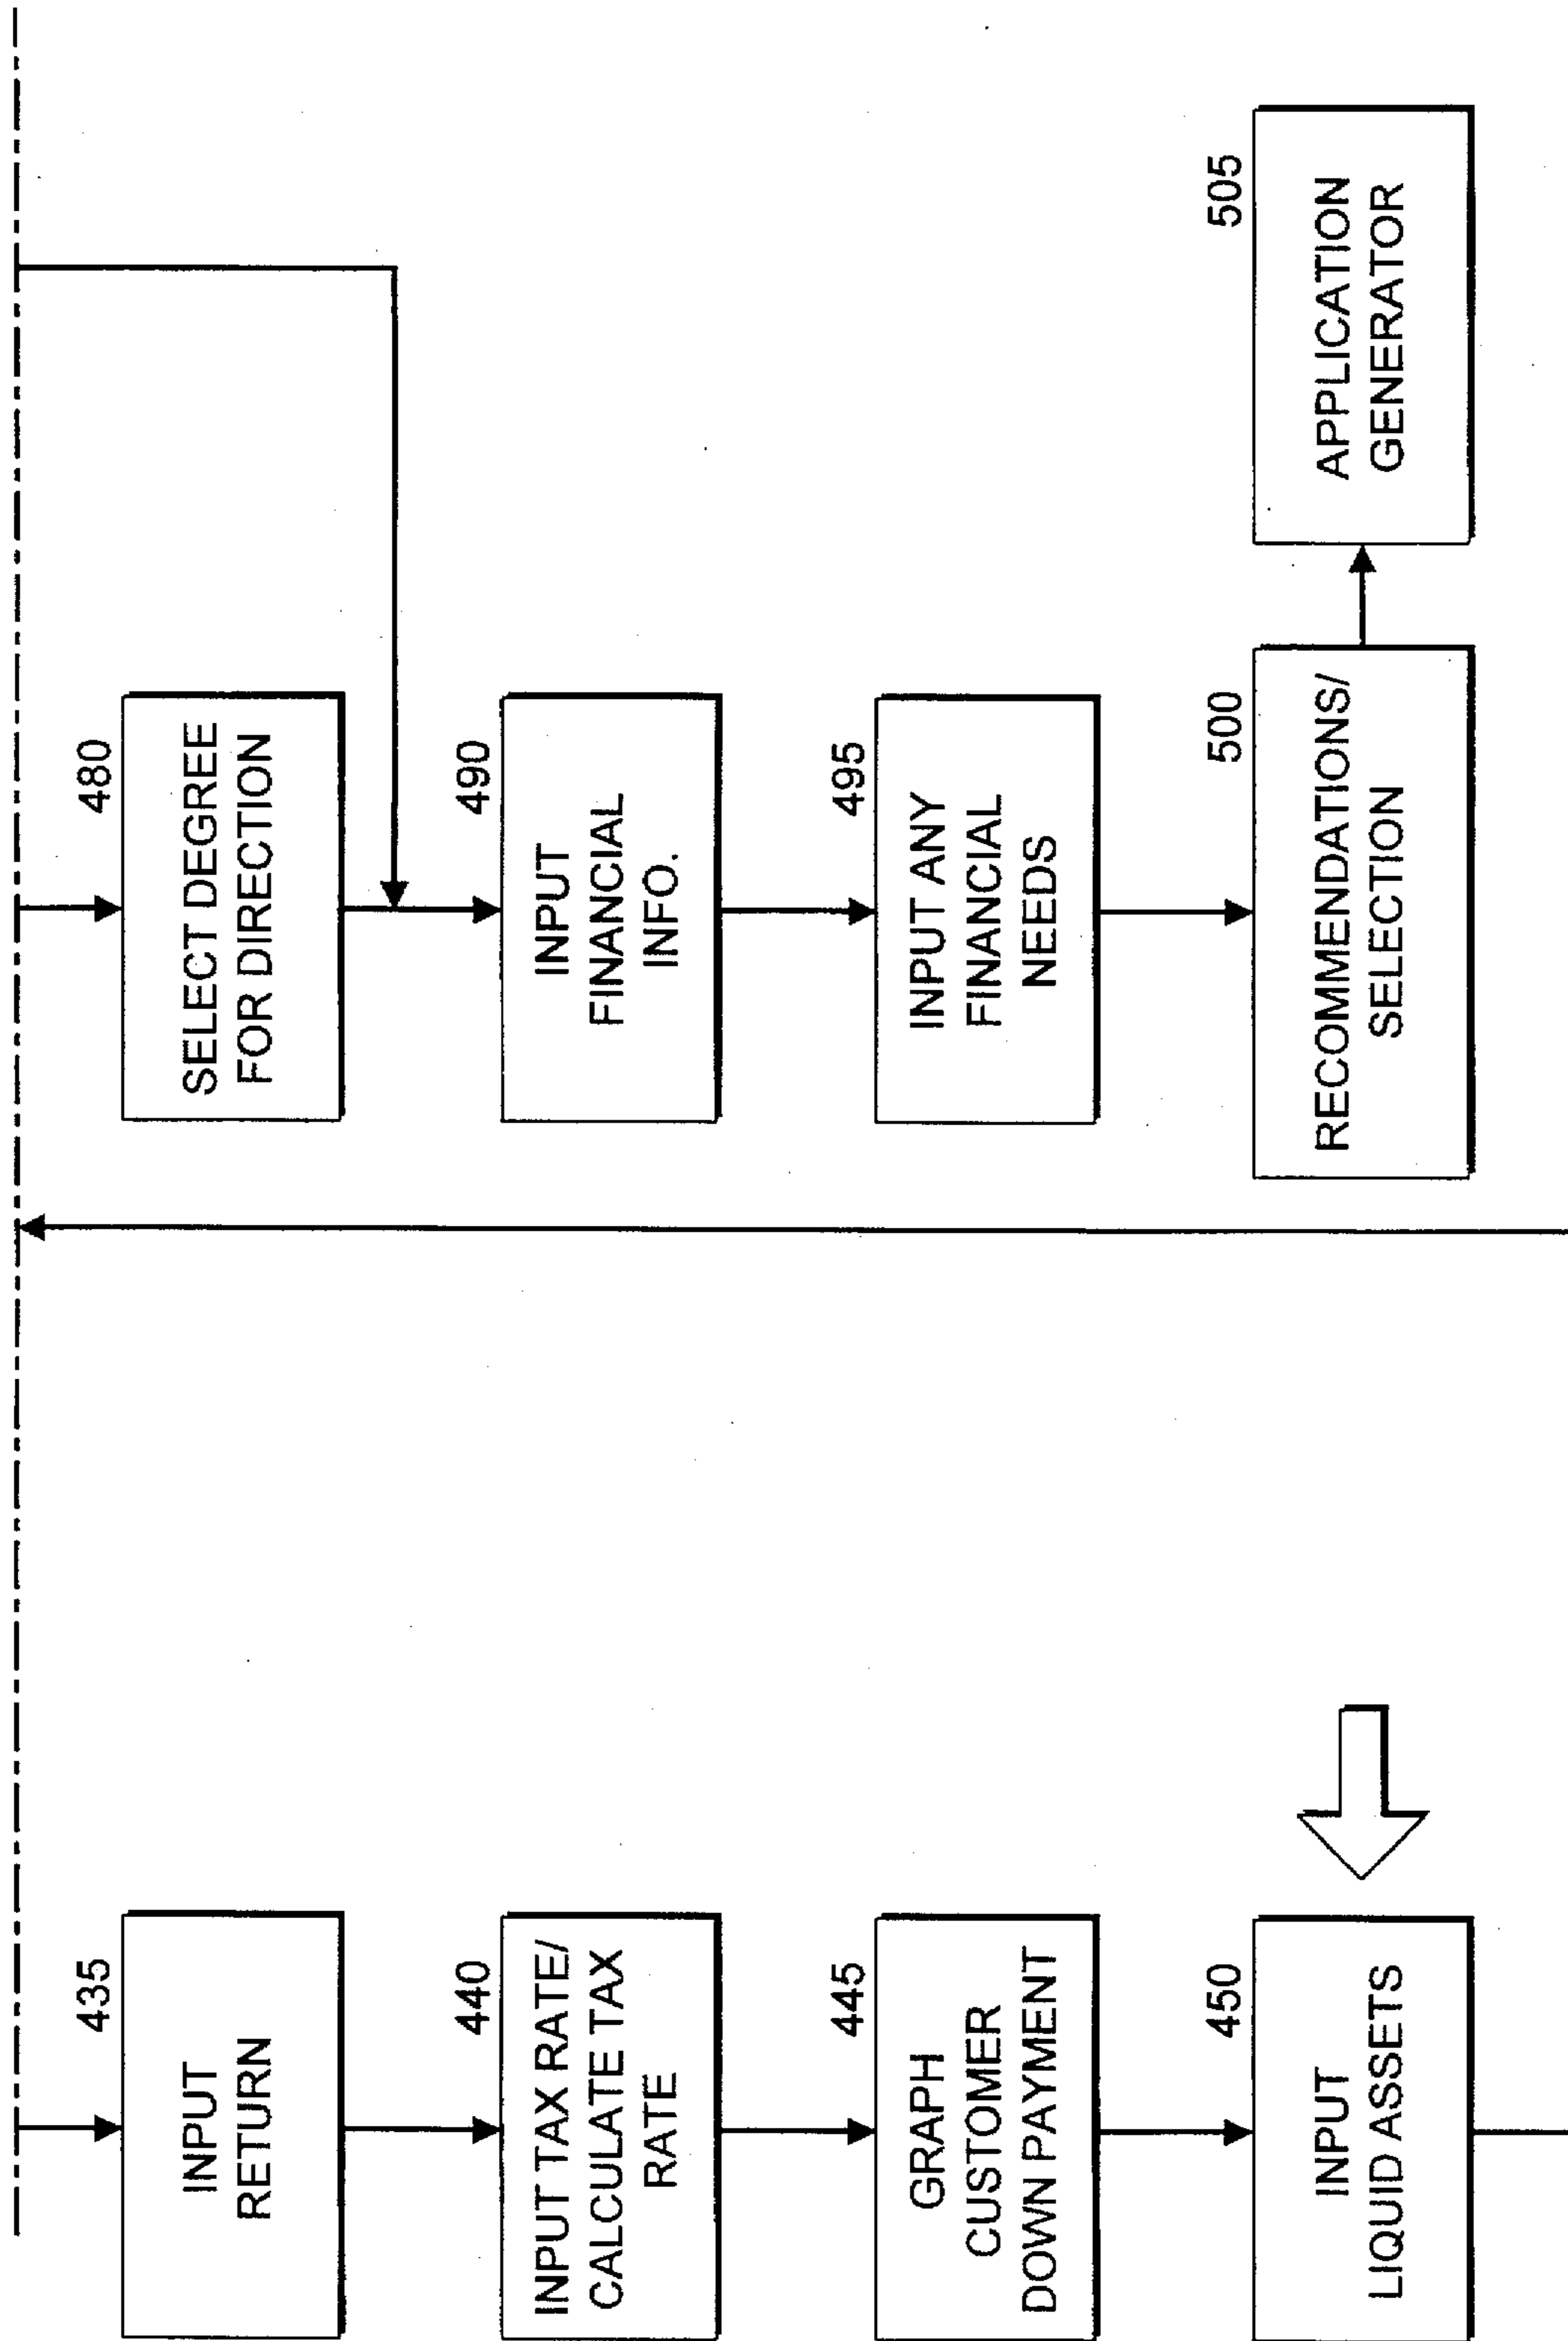 435
INPUT
RETURN
440
INPUT TAX RATE/
CALCULATE TAX
RATE
445
GRAPH
CUSTOMER
DOWN PAYMENT
450
INPUT
LIQUID ASSETS
480
SELECT DEGREE
FOR DIRECTION
490
INPUT
FINANCIAL
INFO.
495
INPUT ANY
FINANCIAL
NEEDS
500
RECOMMENDATIONS/
SELECTION
505
APPLICATION
GENERATOR